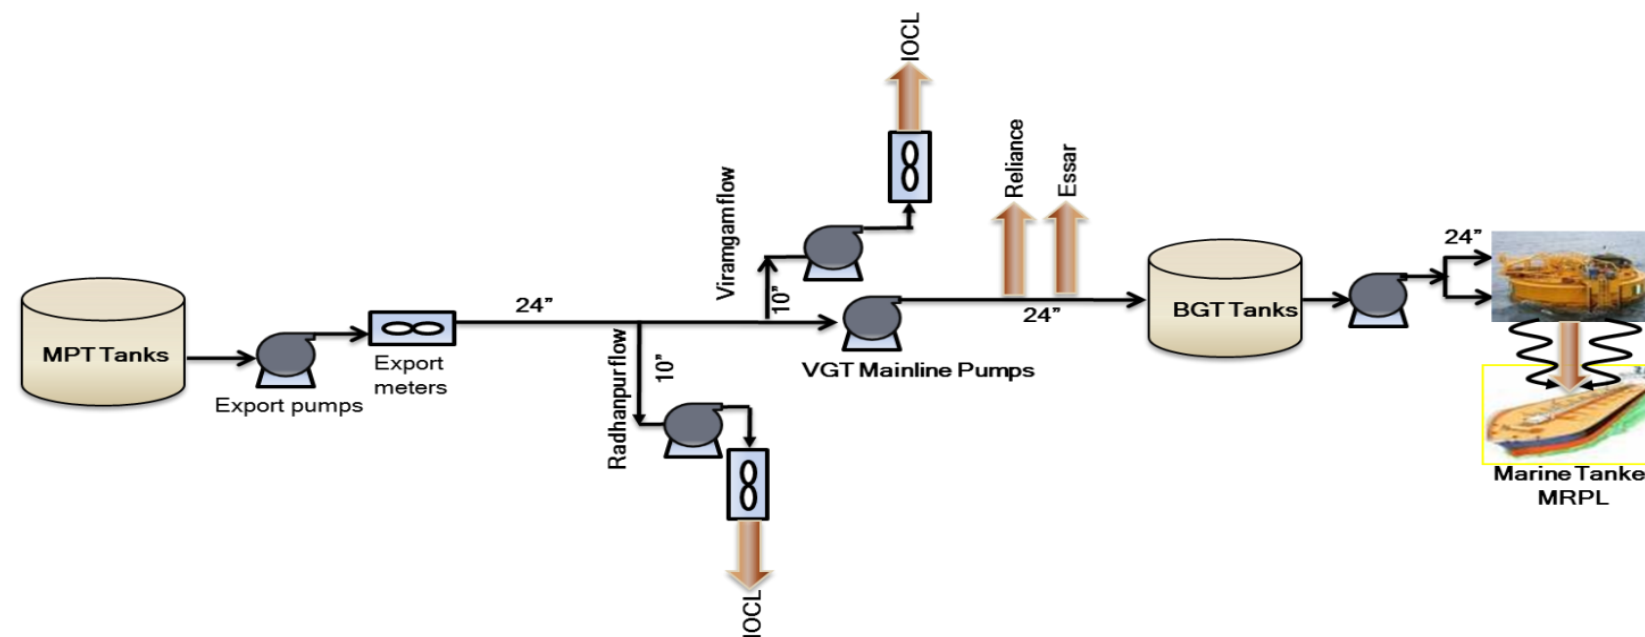 IOCL
Viramgam flow
10”
Reliance
Essar
24”
MPT Tanks
Export pumps
Export
meters
24”
Radhanpur flow
10”
IOCL
VGT Mainline Pumps
24”
BGT Tanks
Marine Tanke
MRPL